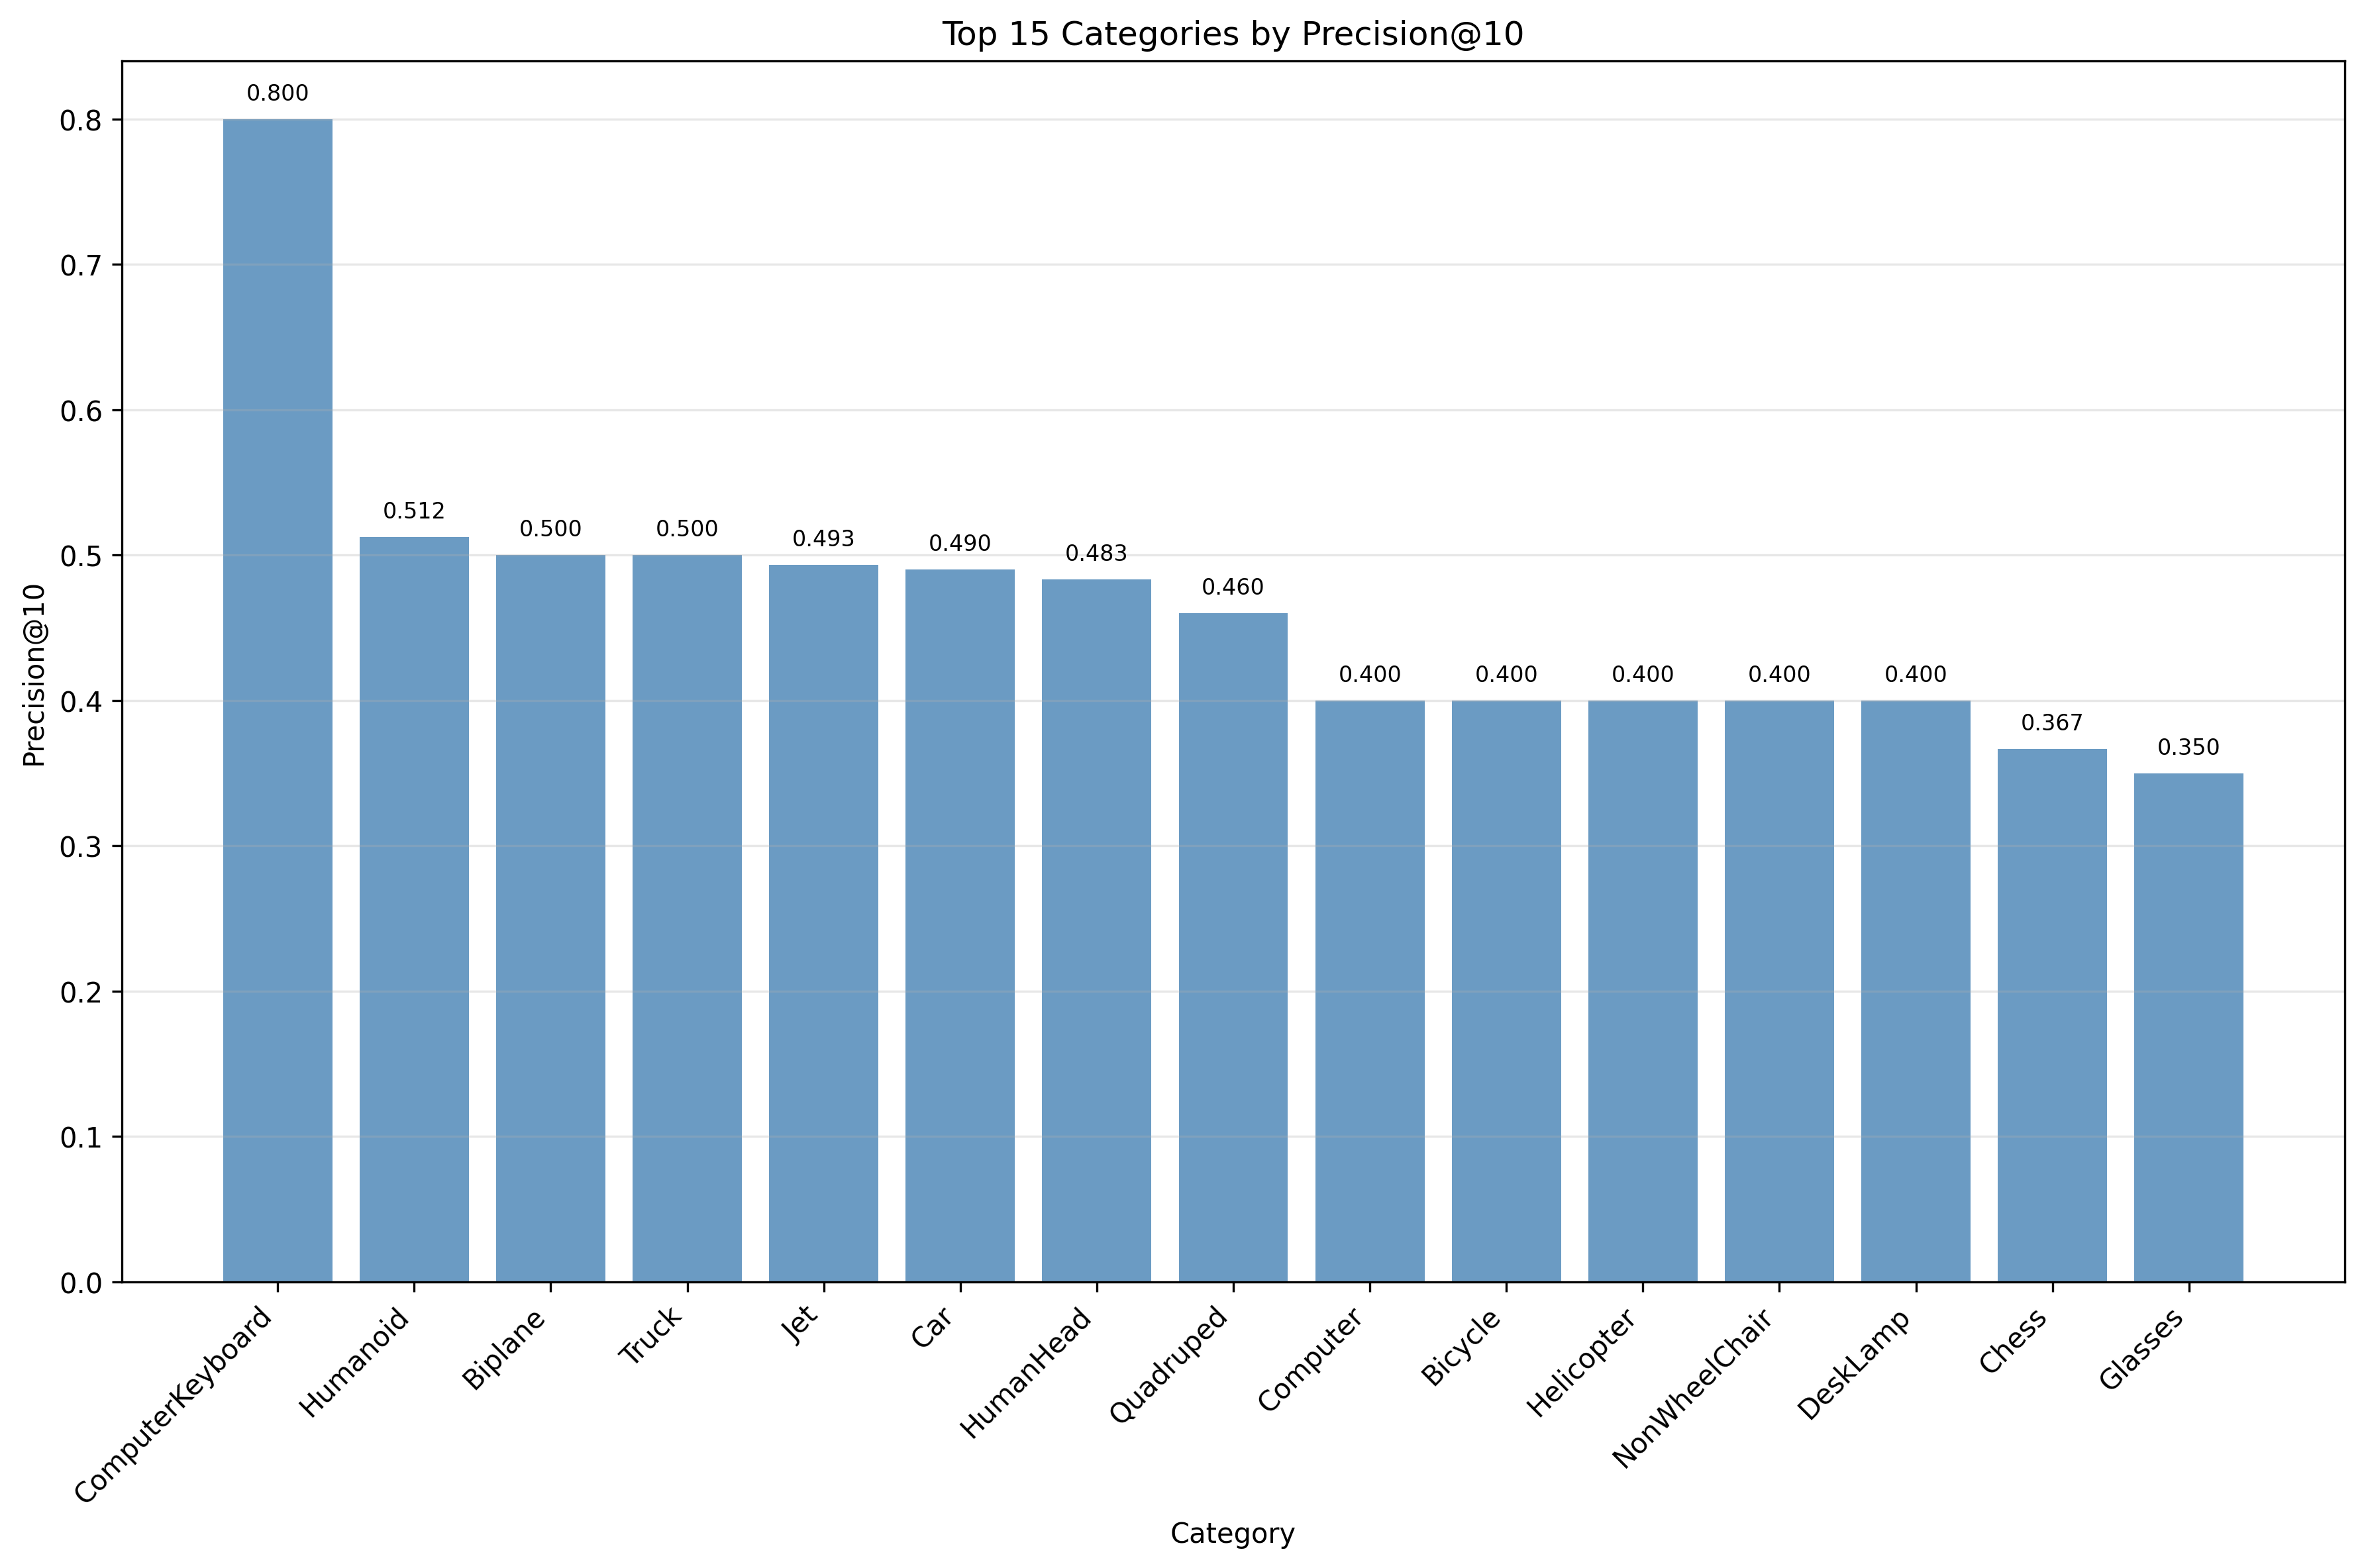 Top 15 Categories by Precision@10
Precision@10
0.8
0.7
0.6
0.5
0.4
0.3
0.2
0.1
0.0
0.800
0.512
0.500
0.500
0.493
0.490
0.483
0.460
0.400
0.400
0.400
0.400
0.400
0.367
0.350
ComputerKeyboard
Humanoid
Biplane
Truck
Jet
Car
HumanHead
Quadruped
Computer
Bicycle
Helicopter
NonWheelChair
DeskLamp
Chess
Glasses
Category